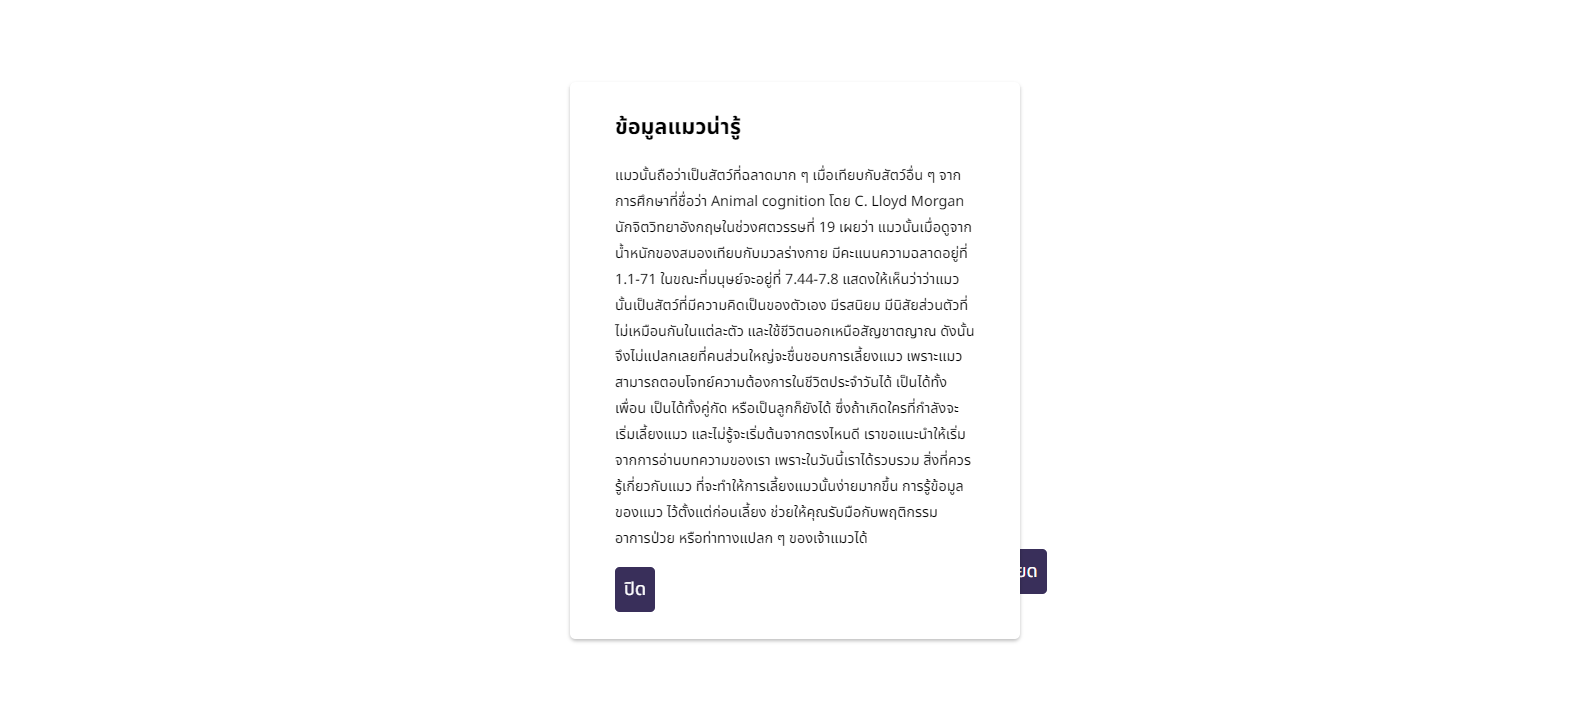 ข้อมูลแมวน่ารู้
แมวนั้นถือว่าเป็นสัตว์ที่ฉลาดมาก ๆ เมื่อเทียบกับสัตว์อื่น ๆ จาก
การศึกษาที่ชื่อว่า Animal cognition โดย C. Lloyd Morgan
นักจิตวิทยาอังกฤษในช่วงศตวรรษที่ 19 เผยว่า แมวนั้นเมื่อดูจาก
น้ำหนักของสมองเทียบกับมวลร่างกาย มีคะแนนความฉลาดอยู่ที่
1.1-71 ในขณะที่มนุษย์จะอยู่ที่ 7.44-7.8 แสดงให้เห็นว่าว่าแมว
นั้นเป็นสัตว์ที่มีความคิดเป็นของตัวเอง มีรสนิยม มีนิสัยส่วนตัวที่
ไม่เหมือนกันในแต่ละตัว และใช้ชีวิตนอกเหนือสัญชาตญาณ ดังนั้น
จึงไม่แปลกเลยที่คนส่วนใหญ่จะชื่นชอบการเลี้ยงแมว เพราะแมว
สามารถตอบโจทย์ความต้องการในชีวิตประจำวันได้ เป็นได้ทั้ง
เพื่อน เป็นได้ทั้งคู่กัด หรือเป็นลูกก็ยังได้ ซึ่งถ้าเกิดใครที่กำลังจะ
เริ่มเลี้ยงแมว และไม่รู้จะเริ่มต้นจากตรงไหนดี เราขอแนะนำให้เริ่ม
จากการอ่านบทความของเรา เพราะในวันนี้เราได้รวบรวม สิ่งที่ควร
รู้เกี่ยวกับแมว ที่จะทำให้การเลี้ยงแมวนั้นง่ายมากขึ้น การรู้ข้อมูล
ของแมว ไว้ตั้งแต่ก่อนเลี้ยง ช่วยให้คุณรับมือกับพฤติกรรม
อาการป่วย หรือท่าทางแปลก ๆ ของเจ้าแมวได้
ปิด